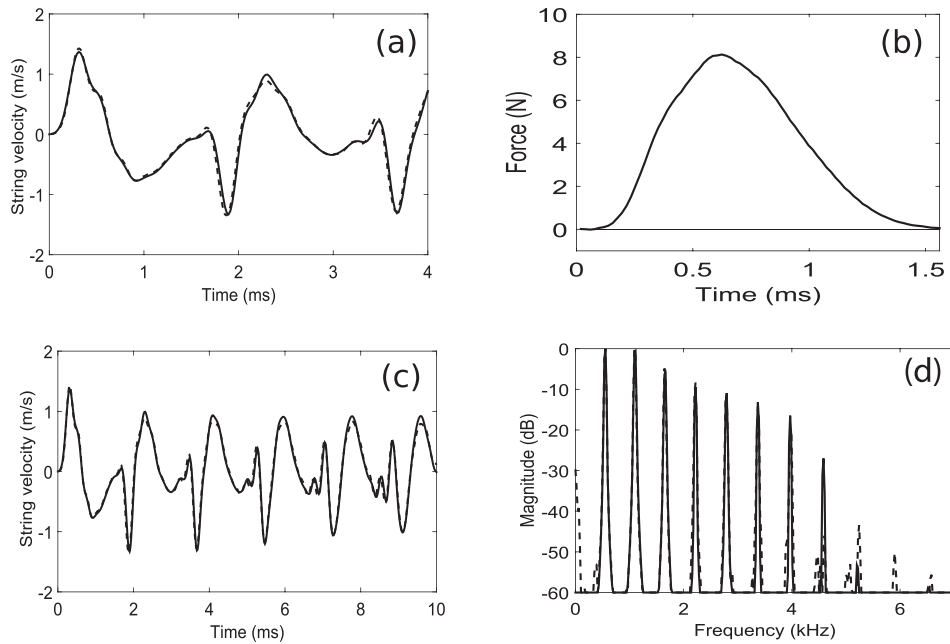 2
1
0
-1
-2
0 1 2 3 4
String velocity (m/s)
Time (ms)
(a)
10
8
6
4
2
0
0 0.5 1 1.5
Force (N)
Time (ms)
(b)
2
1
0
-1
-2
0 2 4 6 8 10
String velocity (m/s)
Time (ms)
(c)
0
-10
-20
-30
-40
-50
-60
0 2 4 6
Magnitude (dB)
Frequency (kHz)
(d)